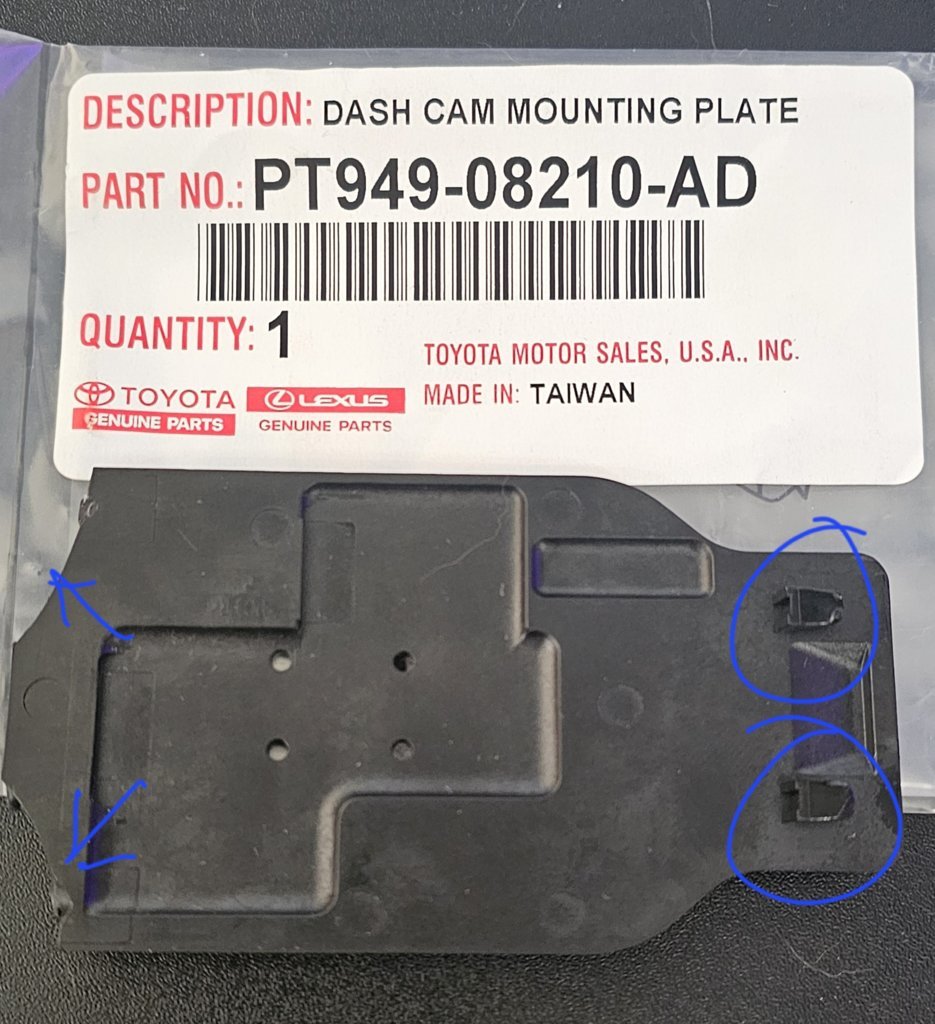 DESCRIPTION: DASH CAM MOUNTING PLATE
PART NO.: PT949-08210-AD
QUANTITY: 1
TOYOTA MOTOR SALES, U.S.A., INC.
MADE IN: TAIWAN
TOYOTA
GENUINE PARTS
LEXUS
GENUINE PARTS